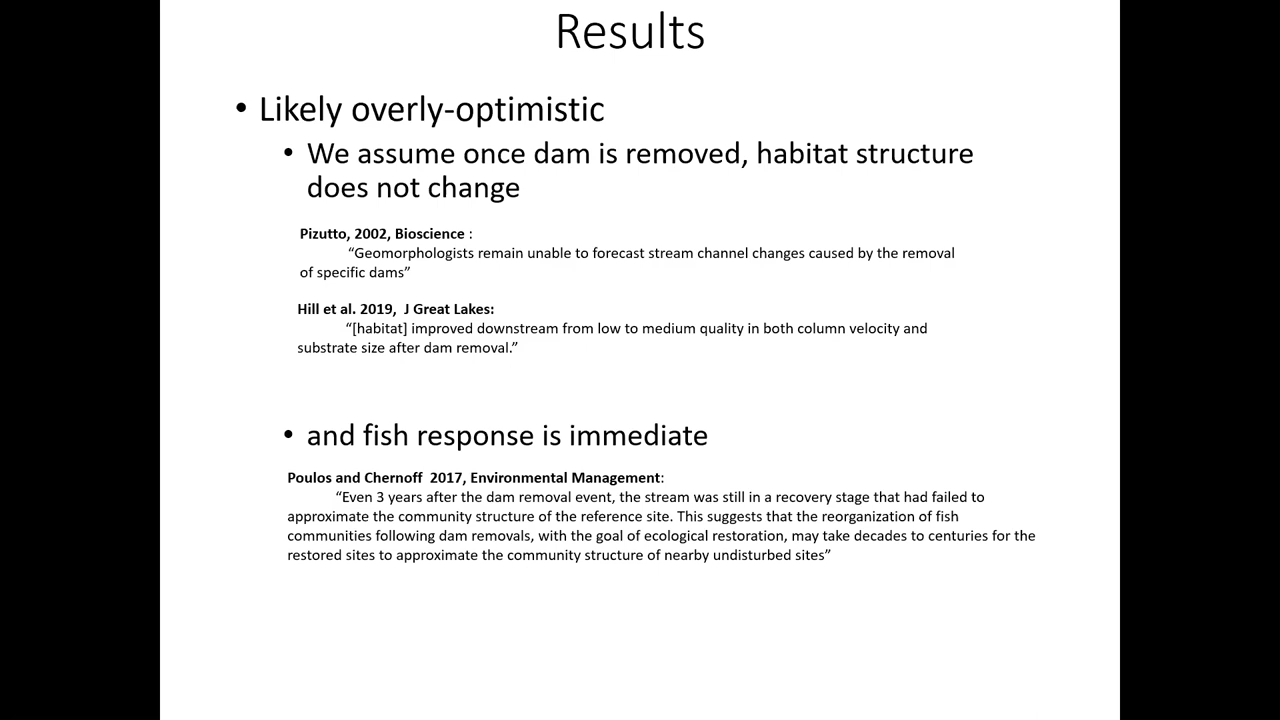 Results
• Likely overly-optimistic
• We assume once dam is removed, habitat structure
does not change
Pizutto, 2002, Bioscience :
“Geomorphologists remain unable to forecast stream channel changes caused by the removal
of specific dams”
Hill et al. 2019,  J Great Lakes:
“[habitat] improved downstream from low to medium quality in both column velocity and
substrate size after dam removal.”
• and fish response is immediate
Poulos and Chernoff  2017, Environmental Management:
“Even 3 years after the dam removal event, the stream was still in a recovery stage that had failed to
approximate the community structure of the reference site. This suggests that the reorganization of fish
communities following dam removals, with the goal of ecological restoration, may take decades to centuries for the
restored sites to approximate the community structure of nearby undisturbed sites”